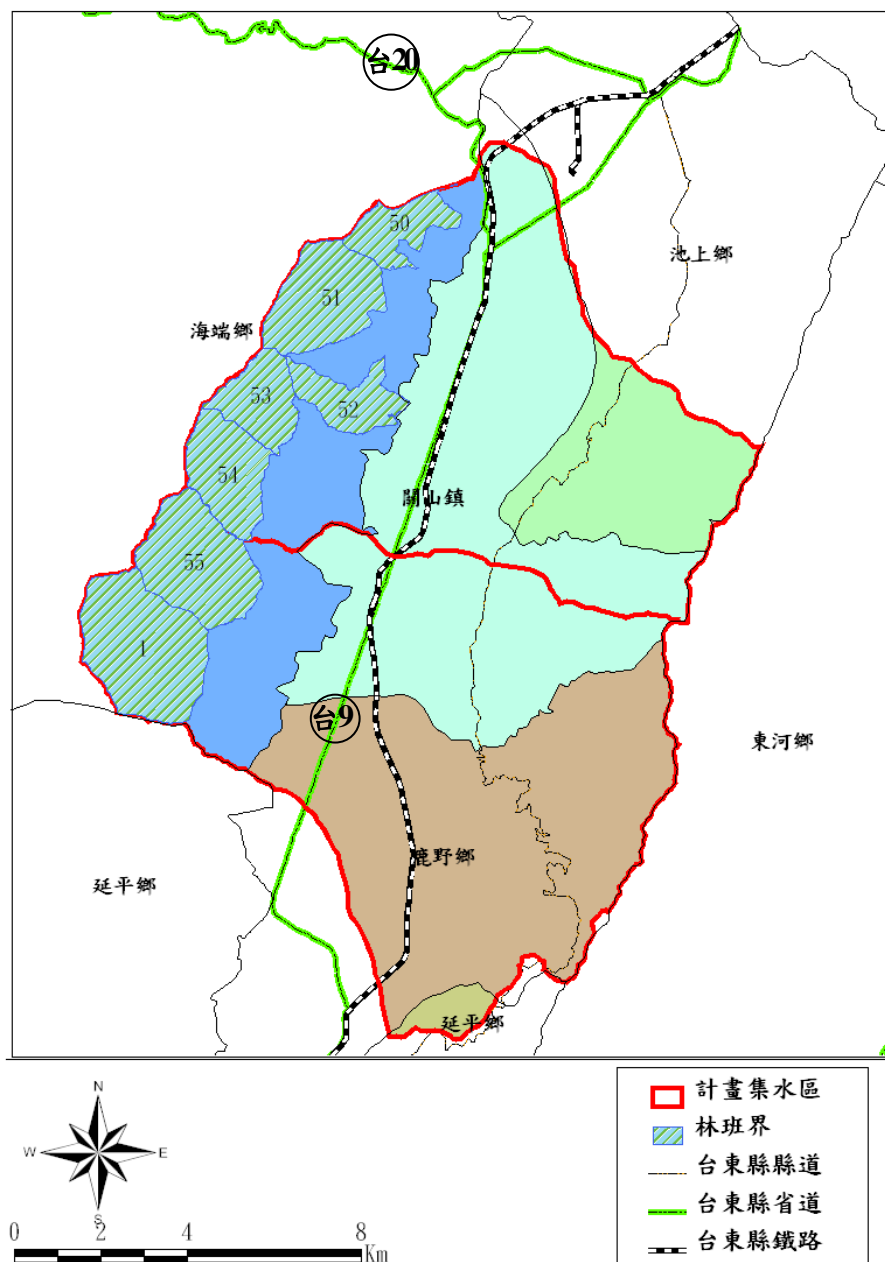 台20
50
池上鄉
51
海端鄉
53
52
54
關山鎮
55
1
台9
東河鄉
鹿野鄉
延平鄉
延平鄉
N
W
E
S
0 2 4 8
Km
計畫集水區
林班界
台東縣縣道
台東縣省道
台東縣鐵路